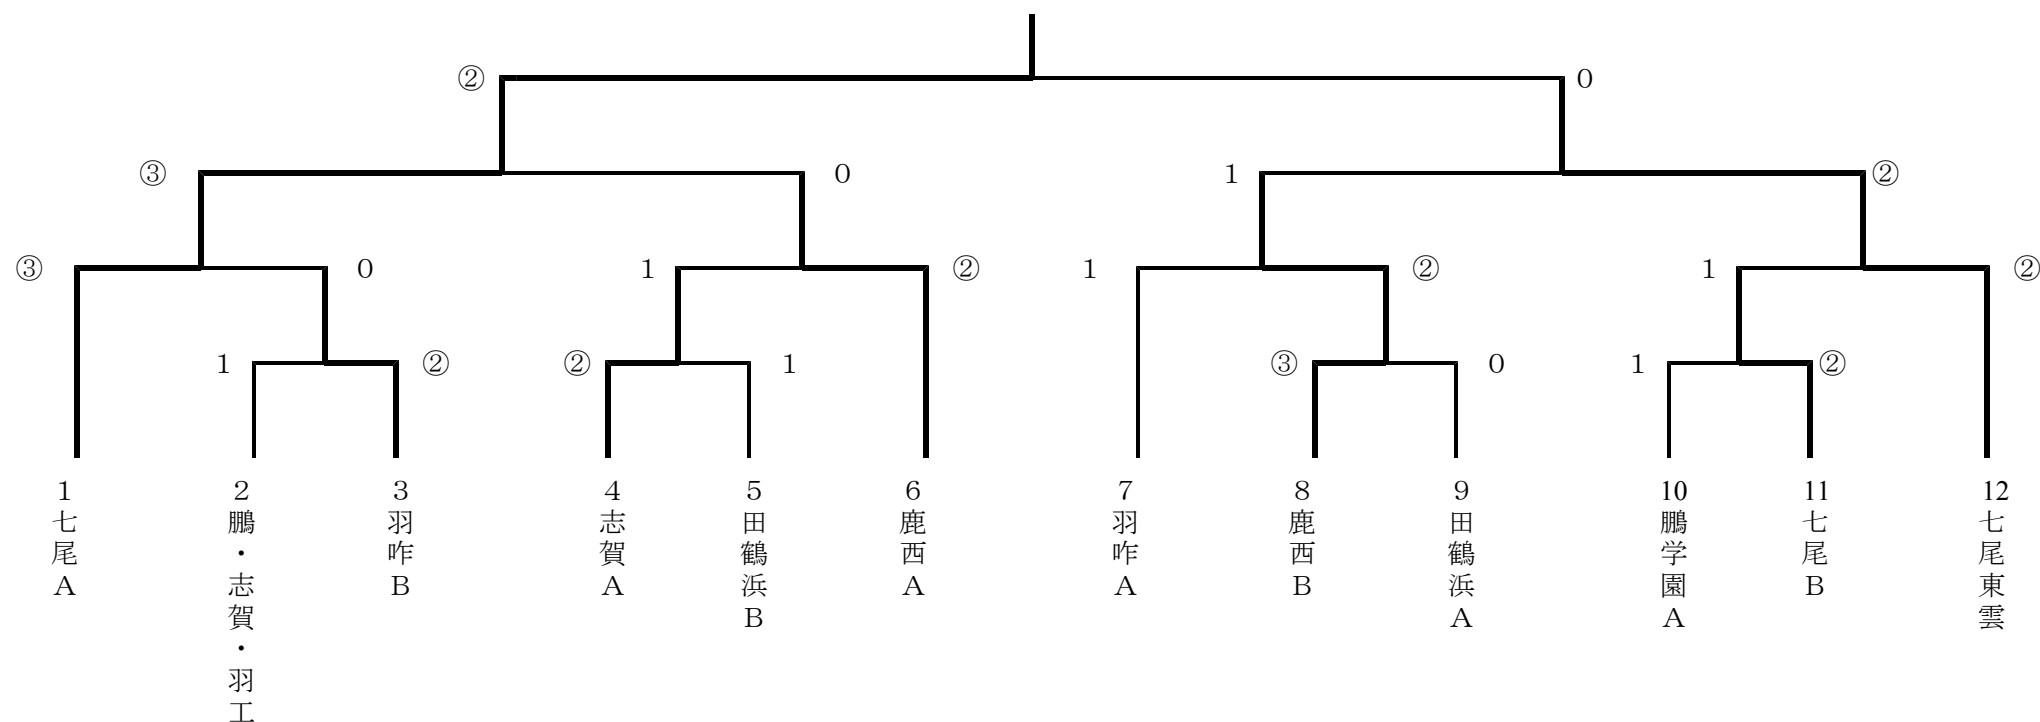 ② 0
③ 0 1 ②
③ 0 1 ② 1 ② 1 ②
1 ② ② 1 ③ 0 1 ②
1 2 3 4 5 6 7 8 9 10 11 12
七尾A
鵬・志賀・羽工
羽咋B
志賀A
田鶴浜B
鹿西A
羽咋A
鹿西B
田鶴浜A
鵬学園A
七尾B
七尾東雲